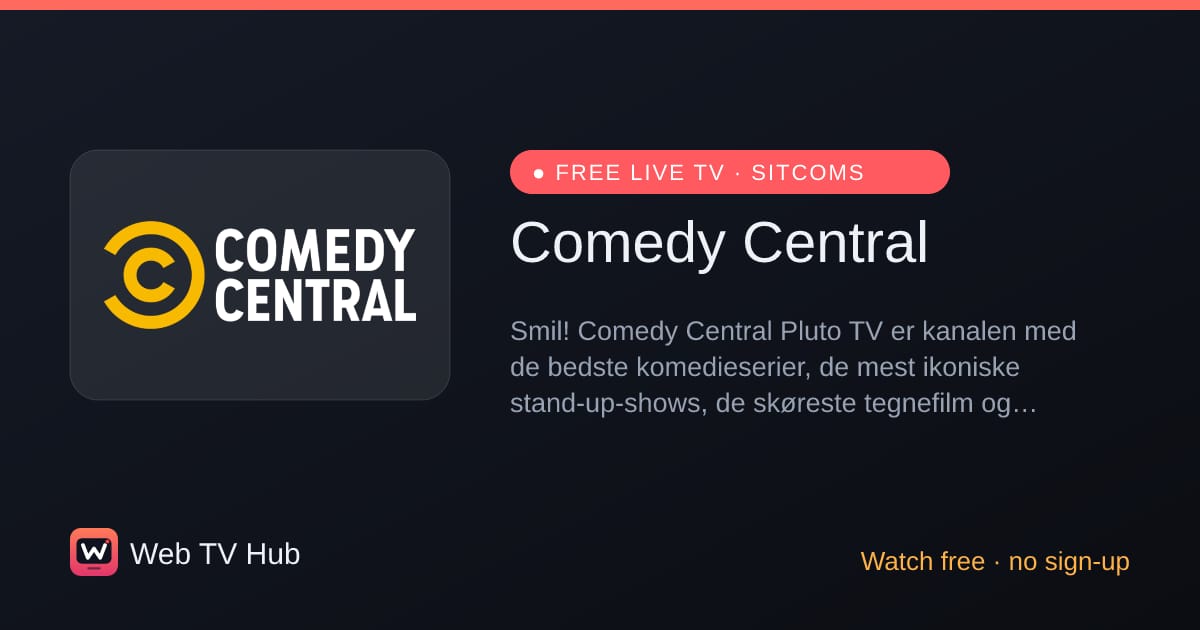 COMEDY
CENTRAL
• FREE LIVE TV · SITCOMS
Comedy Central
Smil! Comedy Central Pluto TV er kanalen med
de bedste komedieserier, de mest ikoniske
stand-up-shows, de skøreste tegnefilm og…
Web TV Hub
Watch free · no sign-up